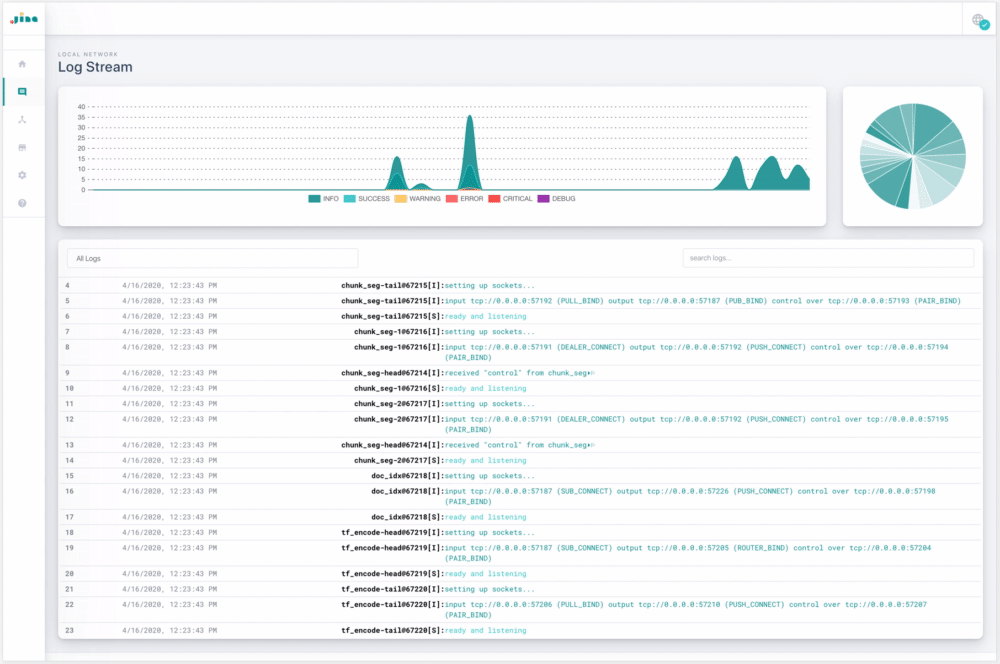 jina
LOCAL NETWORK
Log Stream
40
35
30
25
20
15
10
5
0
INFO SUCCESS WARNING ERROR CRITICAL DEBUG
All Logs
search logs...
4 4/16/2020, 12:23:43 PM chunk_seg-tail@67215[I]:setting up sockets...
5 4/16/2020, 12:23:43 PM chunk_seg-tail@67215[I]:input tcp://0.0.0.0:57192 (PULL_BIND) output tcp://0.0.0.0:57187 (PUB_BIND) control over tcp://0.0.0.0:57193 (PAIR_BIND)
6 4/16/2020, 12:23:43 PM chunk_seg-tail@67215[S]:ready and listening
7 4/16/2020, 12:23:43 PM chunk_seg-1@67216[I]:setting up sockets...
8 4/16/2020, 12:23:43 PM chunk_seg-1@67216[I]:input tcp://0.0.0.0:57191 (DEALER_CONNECT) output tcp://0.0.0.0:57192 (PUSH_CONNECT) control over tcp://0.0.0.0:57194
(PAIR_BIND)
9 4/16/2020, 12:23:43 PM chunk_seg-head@67214[I]:received "control" from chunk_seg▸▹
10 4/16/2020, 12:23:43 PM chunk_seg-1@67216[S]:ready and listening
11 4/16/2020, 12:23:43 PM chunk_seg-2@67217[I]:setting up sockets...
12 4/16/2020, 12:23:43 PM chunk_seg-2@67217[I]:input tcp://0.0.0.0:57191 (DEALER_CONNECT) output tcp://0.0.0.0:57192 (PUSH_CONNECT) control over tcp://0.0.0.0:57195
(PAIR_BIND)
13 4/16/2020, 12:23:43 PM chunk_seg-head@67214[I]:received "control" from chunk_seg▸▹
14 4/16/2020, 12:23:43 PM chunk_seg-2@67217[S]:ready and listening
15 4/16/2020, 12:23:43 PM doc_idx@67218[I]:setting up sockets...
16 4/16/2020, 12:23:43 PM doc_idx@67218[I]:input tcp://0.0.0.0:57187 (SUB_CONNECT) output tcp://0.0.0.0:57226 (PUSH_CONNECT) control over tcp://0.0.0.0:57198
(PAIR_BIND)
17 4/16/2020, 12:23:43 PM doc_idx@67218[S]:ready and listening
18 4/16/2020, 12:23:43 PM tf_encode-head@67219[I]:setting up sockets...
19 4/16/2020, 12:23:43 PM tf_encode-head@67219[I]:input tcp://0.0.0.0:57187 (SUB_CONNECT) output tcp://0.0.0.0:57205 (ROUTER_BIND) control over tcp://0.0.0.0:57204
(PAIR_BIND)
20 4/16/2020, 12:23:43 PM tf_encode-head@67219[S]:ready and listening
21 4/16/2020, 12:23:43 PM tf_encode-tail@67220[I]:setting up sockets...
22 4/16/2020, 12:23:43 PM tf_encode-tail@67220[I]:input tcp://0.0.0.0:57206 (PULL_BIND) output tcp://0.0.0.0:57210 (PUSH_CONNECT) control over tcp://0.0.0.0:57207
(PAIR_BIND)
23 4/16/2020, 12:23:43 PM tf_encode-tail@67220[S]:ready and listening